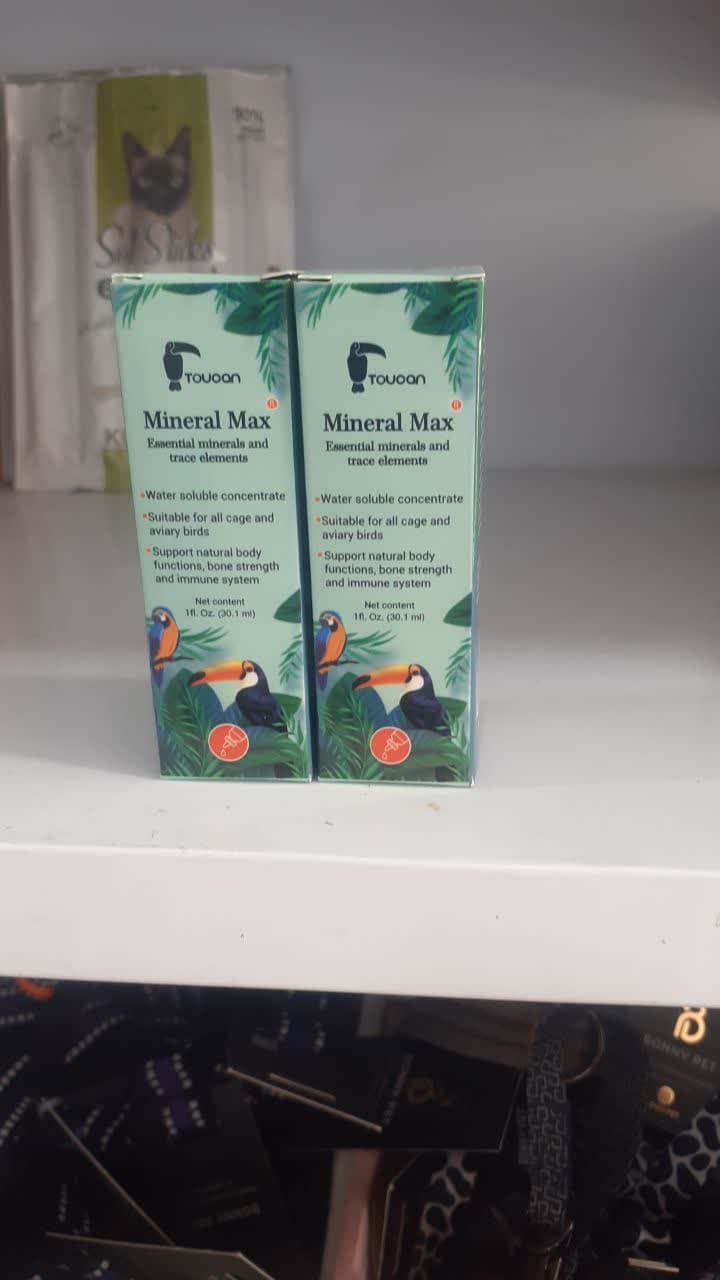 90%
TOUCAN
Mineral Max
Essential minerals and
trace elements
Water soluble concentrate
Suitable for all cage and
aviary birds
Support natural body
functions, bone strength
and immune system
Net content
1fl. Oz. (30.1 ml)
TOUCAN
Mineral Max
Essential minerals and
trace elements
Water soluble concentrate
Suitable for all cage and
aviary birds
Support natural body
functions, bone strength
and immune system
Net content
1fl. Oz. (30.1 ml)